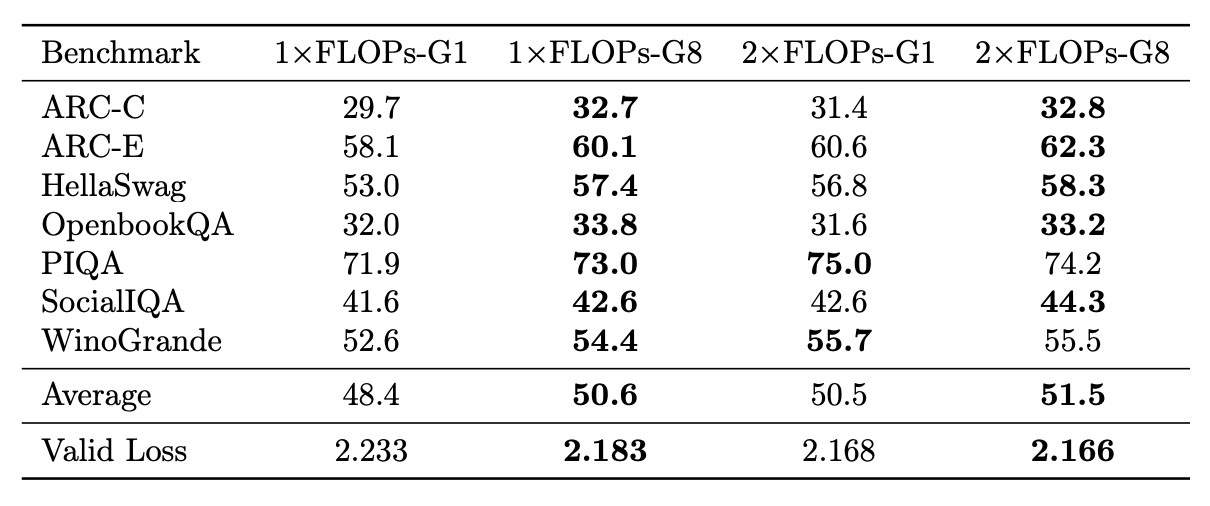 Benchmark 1×FLOPs-G1 1×FLOPs-G8 2×FLOPs-G1 2×FLOPs-G8
ARC-C 29.7 32.7 31.4 32.8
ARC-E 58.1 60.1 60.6 62.3
HellaSwag 53.0 57.4 56.8 58.3
OpenbookQA 32.0 33.8 31.6 33.2
PIQA 71.9 73.0 75.0 74.2
SocialIQA 41.6 42.6 42.6 44.3
WinoGrande 52.6 54.4 55.7 55.5
Average 48.4 50.6 50.5 51.5
Valid Loss 2.233 2.183 2.168 2.166